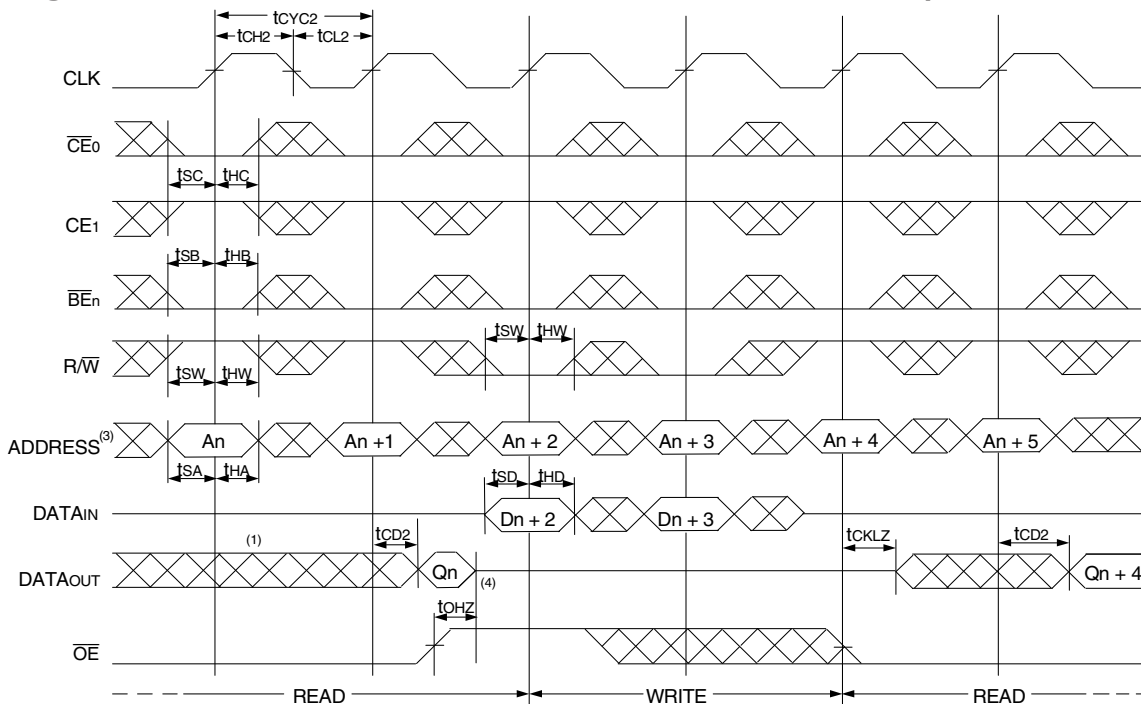 tCYC2
tCH2 tCL2
CLK
CE0
tSC tHC
CE1
tSB tHB
BEn
tSW tHW
R/W
tSW tHW
ADDRESS(3) An An +1 An + 2 An + 3 An + 4 An + 5
tSA tHA tSD tHD
DATAIN Dn + 2 Dn + 3
(1) tCD2 tCKLZ tCD2
DATAOUT Qn (4) Qn + 4
tOHZ
OE
READ WRITE READ